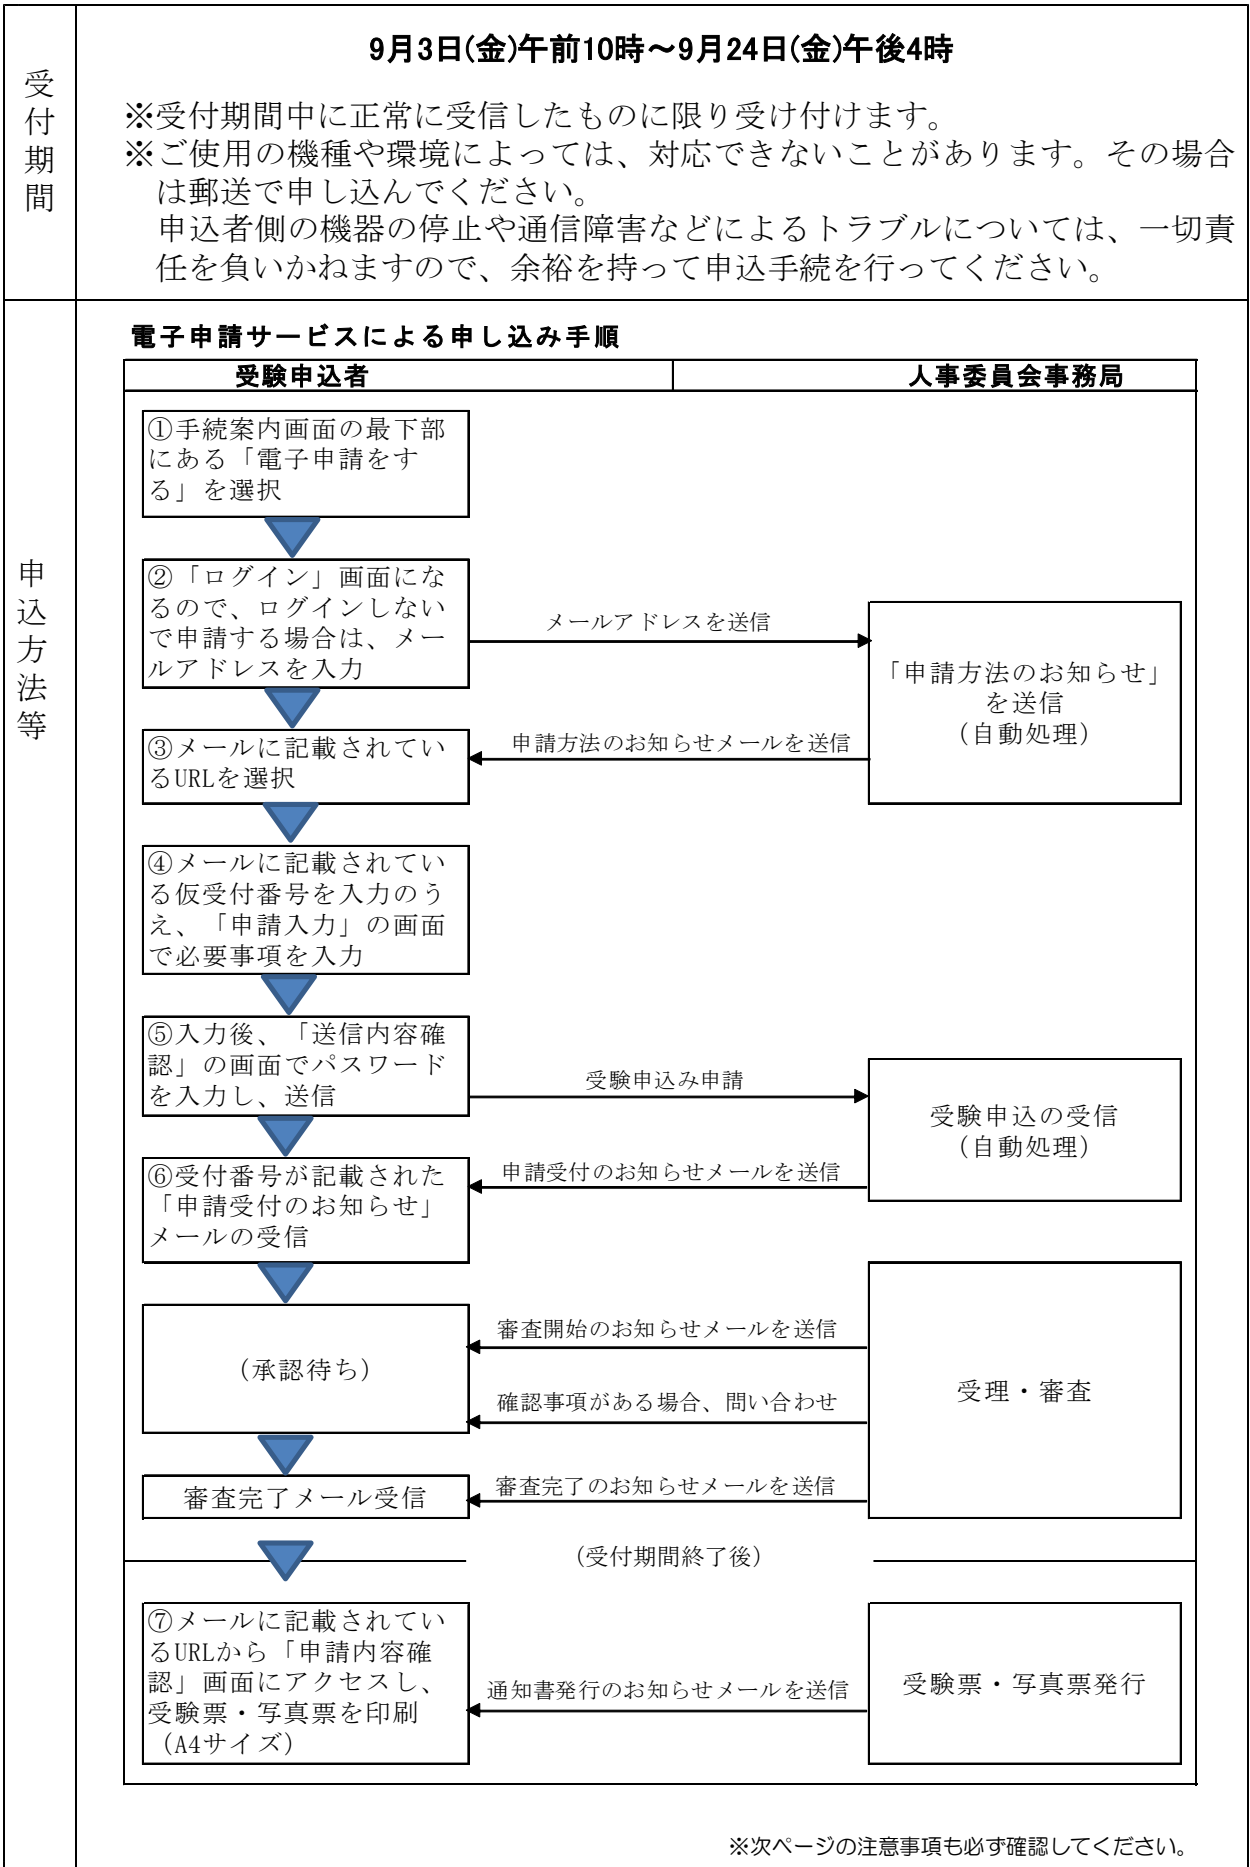 受付期間
9月3日(金)午前10時～9月24日(金)午後4時
※受付期間中に正常に受信したものに限り受け付けます。
※ご使用の機種や環境によっては、対応できないことがあります。その場合
は郵送で申し込んでください。
申込者側の機器の停止や通信障害などによるトラブルについては、一切責
任を負いかねますので、余裕を持って申込手続を行ってください。
申込方法等
電子申請サービスによる申し込み手順
受験申込者
人事委員会事務局
①手続案内画面の最下部
にある「電子申請をす
る」を選択
②「ログイン」画面にな
るので、ログインしない
で申請する場合は、メー
ルアドレスを入力
メールアドレスを送信
「申請方法のお知らせ」
を送信
（自動処理）
申請方法のお知らせメールを送信
③メールに記載されてい
るURLを選択
④メールに記載されてい
る仮受付番号を入力のう
え、「申請入力」の画面
で必要事項を入力
⑤入力後、「送信内容確
認」の画面でパスワード
を入力し、送信
受験申込み申請
受験申込の受信
（自動処理）
申請受付のお知らせメールを送信
⑥受付番号が記載された
「申請受付のお知らせ」
メールの受信
審査開始のお知らせメールを送信
（承認待ち）
受理・審査
確認事項がある場合、問い合わせ
審査完了のお知らせメールを送信
審査完了メール受信
（受付期間終了後）
⑦メールに記載されてい
るURLから「申請内容確
認」画面にアクセスし、
受験票・写真票を印刷
（A4サイズ）
通知書発行のお知らせメールを送信
受験票・写真票発行
※次ページの注意事項も必ず確認してください。